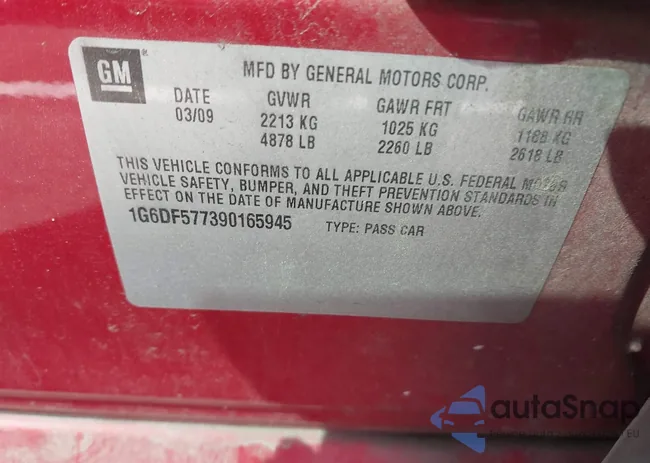 GM
MFD BY GENERAL MOTORS CORP.
DATE GVWR GAWR FRT GAWR RR
03/09 2213 KG 1025 KG 1188 KG
4878 LB 2260 LB 2618 LB
THIS VEHICLE CONFORMS TO ALL APPLICABLE U.S. FEDERAL MOTOR
VEHICLE SAFETY, BUMPER, AND THEFT PREVENTION STANDARDS IN
EFFECT ON THE DATE OF MANUFACTURE SHOWN ABOVE.
1G6DF577390165945 TYPE: PASS CAR
autoSnap